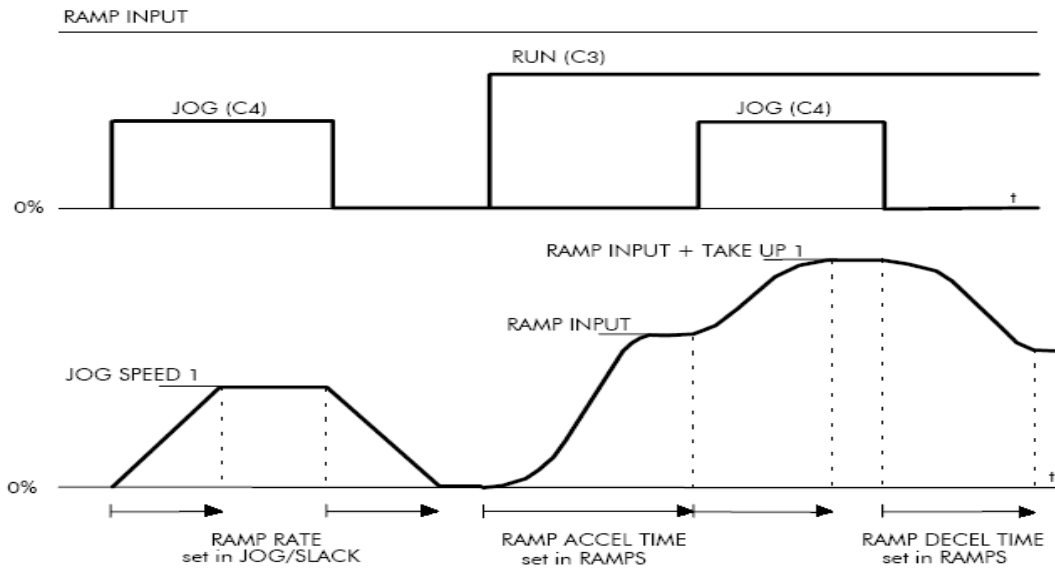 RAMP INPUT
RUN (C3)
JOG (C4)
JOG (C4)
0%
t
RAMP INPUT + TAKE UP 1
RAMP INPUT
JOG SPEED 1
0%
t
RAMP RATE
set in JOG/SLACK
RAMP ACCEL TIME
set in RAMPS
RAMP DECEL TIME
set in RAMPS